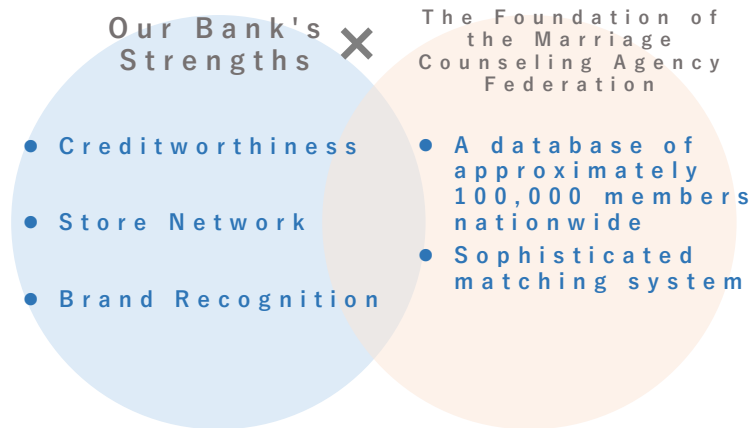 Our Bank's
Strengths
×
The Foundation of
the Marriage
Counseling Agency
Federation
● Creditworthiness
● Store Network
● Brand Recognition
● A database of
approximately
100,000 members
nationwide
● Sophisticated
matching system